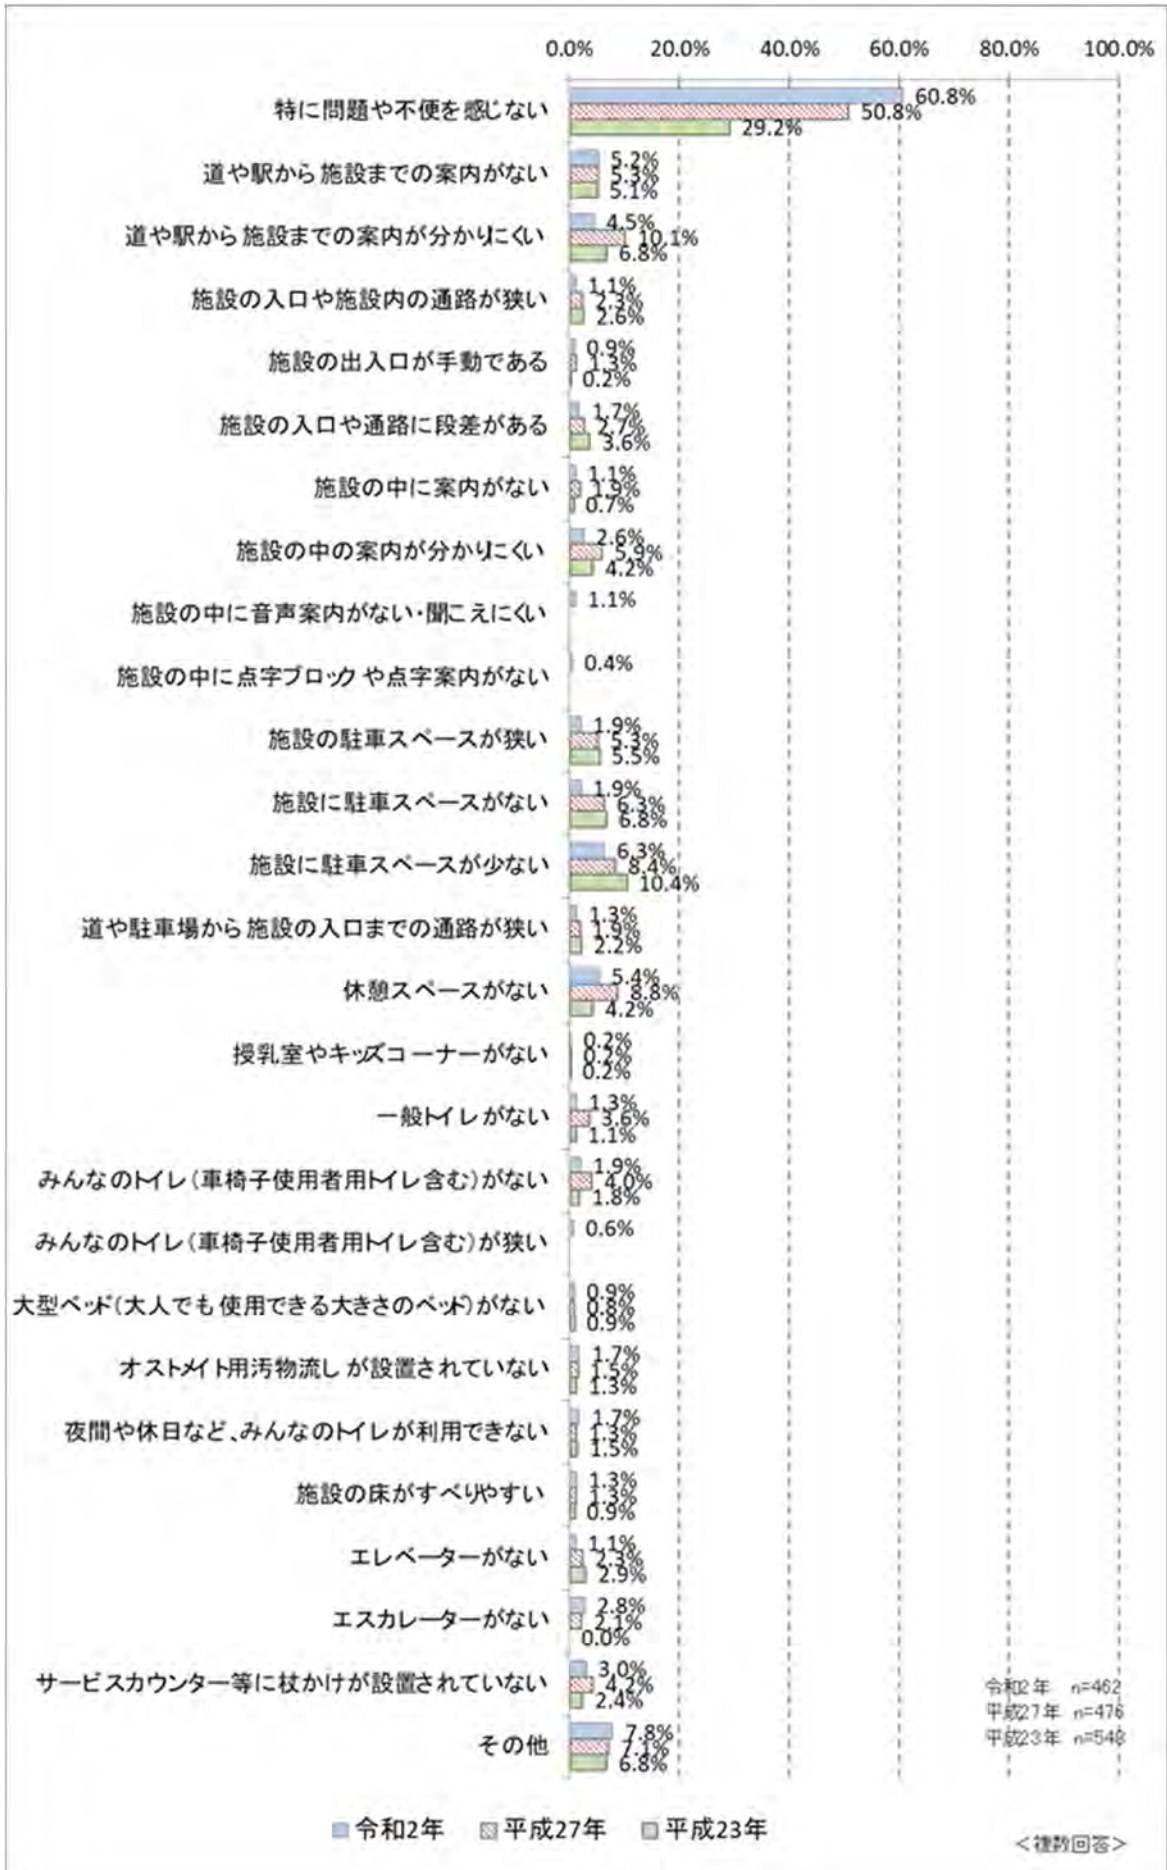 0.0% 20.0% 40.0% 60.0% 80.0% 100.0%
特に問題や不便を感じない 60.8% 50.8% 29.2%
道や駅から施設までの案内がない 5.2% 5.3% 5.1%
道や駅から施設までの案内が分かりにくい 4.5% 10.1% 6.8%
施設の入口や施設内の通路が狭い 1.1% 2.3% 2.6%
施設の出入口が手動である 0.9% 1.3% 0.2%
施設の入口や通路に段差がある 1.7% 2.7% 3.6%
施設の中に案内がない 1.1% 1.9% 0.7%
施設の中の案内が分かりにくい 2.6% 5.9% 4.2%
施設の中に音声案内がない・聞こえにくい 1.1%
施設の中に点字ブロックや点字案内がない 0.4%
施設の駐車スペースが狭い 1.9% 5.3% 5.5%
施設に駐車スペースがない 1.9% 6.3% 6.8%
施設に駐車スペースが少ない 6.3% 8.4% 10.4%
道や駐車場から施設の入口までの通路が狭い 1.3% 1.9% 2.2%
休憩スペースがない 5.4% 8.8% 4.2%
授乳室やキッズコーナーがない 0.2% 0.2% 0.2%
一般トイレがない 1.3% 3.6% 1.1%
みんなのトイレ(車椅子使用者用トイレ含む)がない 1.9% 4.0% 1.8%
みんなのトイレ(車椅子使用者用トイレ含む)が狭い 0.6%
大型ベッド(大人でも使用できる大きさのベッド)がない 0.9% 0.8% 0.9%
オストメイト用汚物流しが設置されていない 1.7% 1.5% 1.3%
夜間や休日など、みんなのトイレが利用できない 1.7% 1.3% 1.5%
施設の床がすべりやすい 1.3% 1.3% 0.9%
エレベーターがない 1.1% 2.3% 2.9%
エスカレーターがない 2.8% 2.1% 0.0%
サービスカウンター等に杖かけが設置されていない 3.0% 4.2% 2.4%
その他 7.8% 7.1% 6.8%
令和2年 n=462
平成27年 n=476
平成23年 n=548
令和2年 平成27年 平成23年
<複数回答>